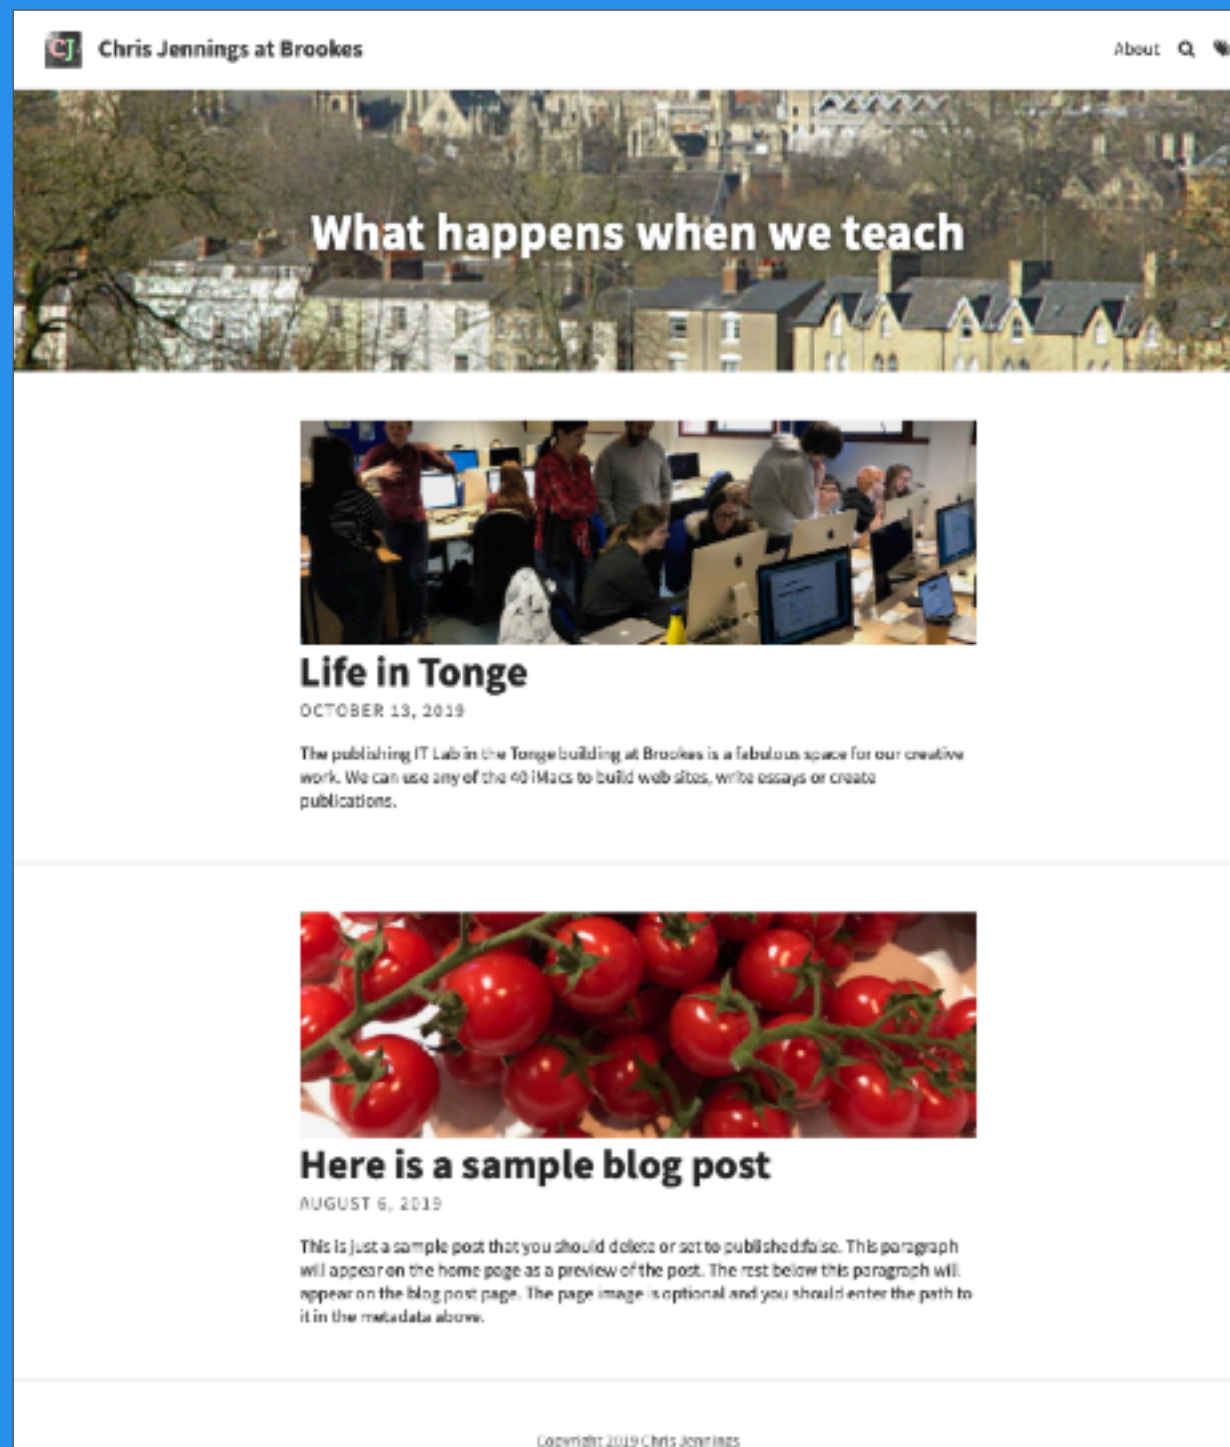 CJ Chris Jennings at Brookes
About
What happens when we teach
Life in Tonge
OCTOBER 13, 2019
The publishing IT Lab in the Tonge building at Brookes is a fabulous space for our creative
work. We can use any of the 40 iMacs to build web sites, write essays or create
publications.
Here is a sample blog post
AUGUST 6, 2019
This is just a sample post that you should delete or set to published:false. This paragraph
will appear on the home page as a preview of the post. The rest below this paragraph will
appear on the blog post page. The page image is optional and you should enter the path to
it in the metadata above.
Copyright 2019 Chris Jennings